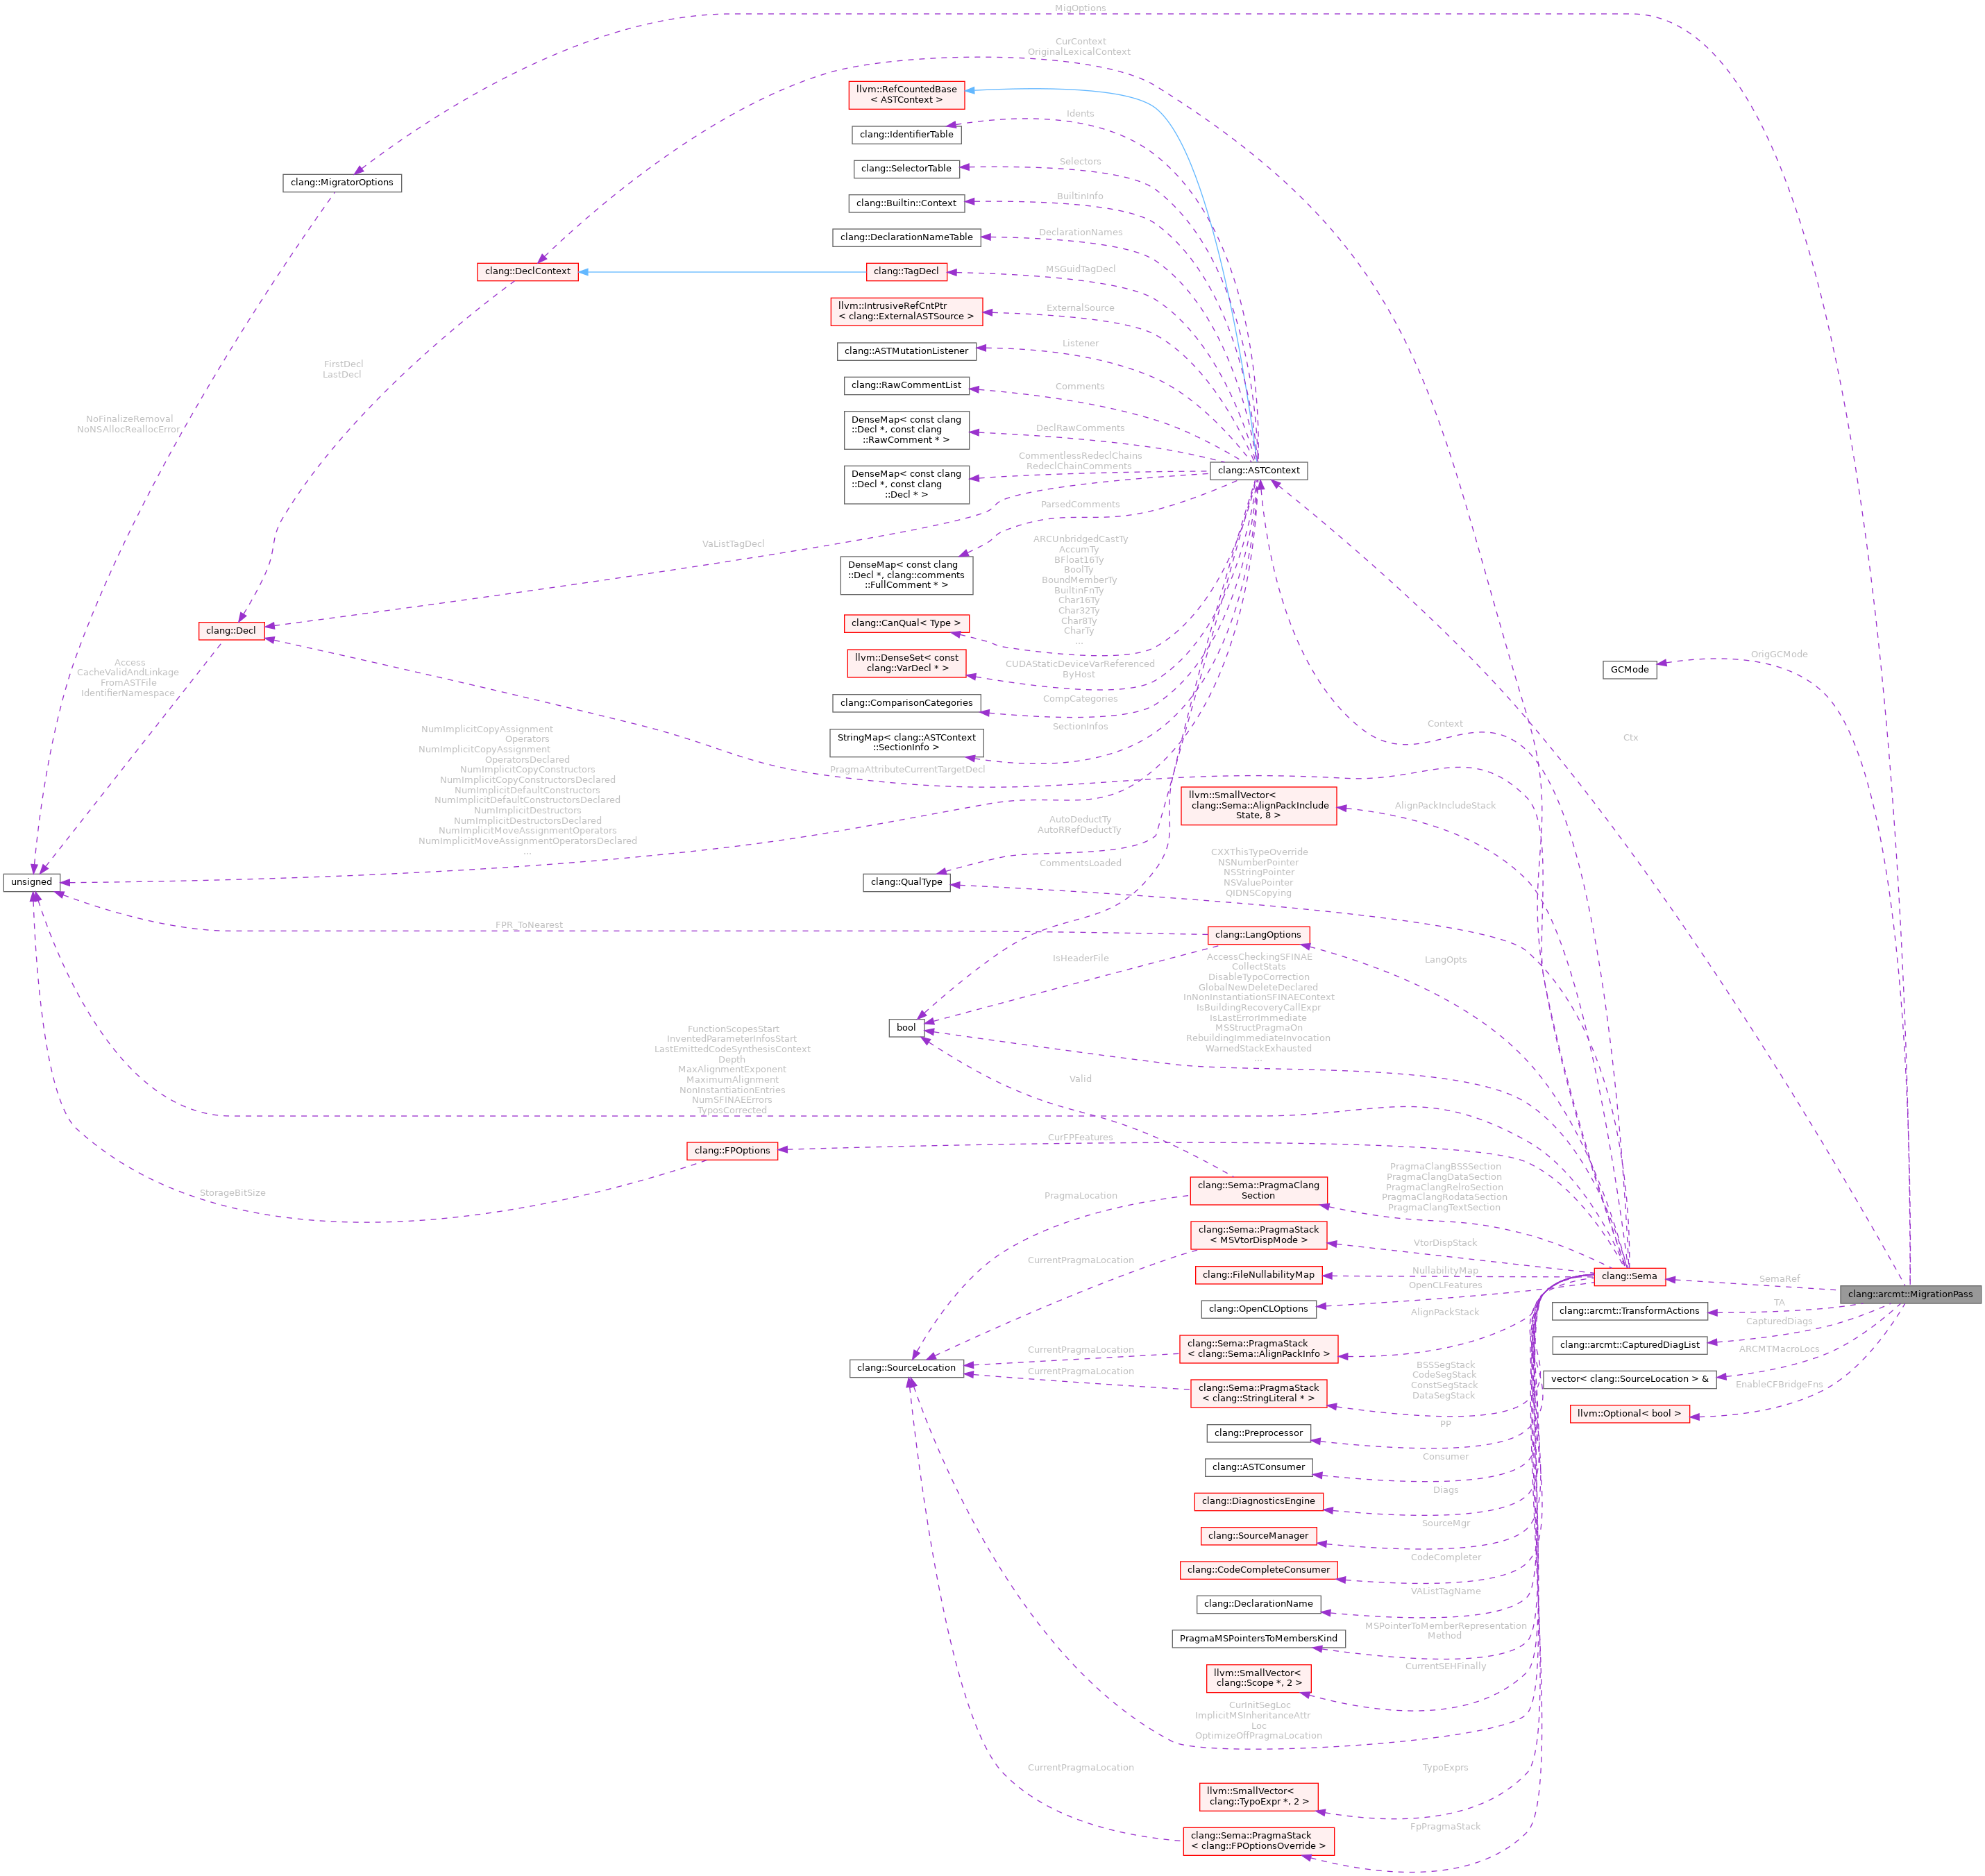 MigOptions
CurContext
OriginalLexicalContext
llvm::RefCountedBase
< ASTContext >
Idents
clang::IdentifierTable
Selectors
clang::SelectorTable
clang::MigratorOptions
BuiltinInfo
clang::Builtin::Context
DeclarationNames
clang::DeclarationNameTable
MSGuidTagDecl
clang::DeclContext
clang::TagDecl
ExternalSource
llvm::IntrusiveRefCntPtr
< clang::ExternalASTSource >
Listener
clang::ASTMutationListener
FirstDecl
LastDecl
Comments
clang::RawCommentList
NoFinalizeRemoval
NoNSAllocReallocError
DenseMap< const clang
::Decl *, const clang
::RawComment * >
DeclRawComments
CommentlessRedeclChains
RedeclChainComments
clang::ASTContext
DenseMap< const clang
::Decl *, const clang
::Decl * >
ParsedComments
VaListTagDecl
DenseMap< const clang
::Decl *, clang::comments
::FullComment * >
ARCUnbridgedCastTy
AccumTy
BFloat16Ty
BoolTy
BoundMemberTy
BuiltinFnTy
Char16Ty
Char32Ty
Char8Ty
CharTy
...
clang::CanQual< Type >
clang::Decl
OrigGCMode
GCMode
llvm::DenseSet< const
clang::VarDecl * >
CUDAStaticDeviceVarReferenced
ByHost
Access
CacheValidAndLinkage
FromASTFile
IdentifierNamespace
CompCategories
clang::ComparisonCategories
SectionInfos
StringMap< clang::ASTContext
::SectionInfo >
Context
Ctx
NumImplicitCopyAssignment
Operators
NumImplicitCopyAssignment
OperatorsDeclared
NumImplicitCopyConstructors
NumImplicitCopyConstructorsDeclared
NumImplicitDefaultConstructors
NumImplicitDefaultConstructorsDeclared
NumImplicitDestructors
NumImplicitDestructorsDeclared
NumImplicitMoveAssignmentOperators
NumImplicitMoveAssignmentOperatorsDeclared
...
PragmaAttributeCurrentTargetDecl
llvm::SmallVector<
clang::Sema::AlignPackInclude
State, 8 >
AlignPackIncludeStack
AutoDeductTy
AutoRRefDeductTy
CommentsLoaded
CXXThisTypeOverride
NSNumberPointer
NSStringPointer
NSValuePointer
QIDNSCopying
unsigned
clang::QualType
FPR_ToNearest
clang::LangOptions
IsHeaderFile
LangOpts
AccessCheckingSFINAE
CollectStats
DisableTypoCorrection
GlobalNewDeleteDeclared
InNonInstantiationSFINAEContext
IsBuildingRecoveryCallExpr
IsLastErrorImmediate
MSStructPragmaOn
RebuildingImmediateInvocation
WarnedStackExhausted
...
bool
FunctionScopesStart
InventedParameterInfosStart
LastEmittedCodeSynthesisContext
Depth
MaxAlignmentExponent
MaximumAlignment
NonInstantiationEntries
NumSFINAEErrors
TyposCorrected
Valid
CurFPFeatures
clang::FPOptions
StorageBitSize
PragmaLocation
clang::Sema::PragmaClang
Section
PragmaClangBSSSection
PragmaClangDataSection
PragmaClangRelroSection
PragmaClangRodataSection
PragmaClangTextSection
clang::Sema::PragmaStack
< MSVtorDispMode >
VtorDispStack
CurrentPragmaLocation
clang::FileNullabilityMap
NullabilityMap
clang::Sema
SemaRef
clang::arcmt::MigrationPass
OpenCLFeatures
clang::OpenCLOptions
AlignPackStack
TA
clang::arcmt::TransformActions
CapturedDiags
clang::arcmt::CapturedDiagList
clang::Sema::PragmaStack
< clang::Sema::AlignPackInfo >
CurrentPragmaLocation
CurrentPragmaLocation
clang::SourceLocation
ARCMTMacroLocs
vector< clang::SourceLocation > &
BSSSegStack
CodeSegStack
ConstSegStack
DataSegStack
clang::Sema::PragmaStack
< clang::StringLiteral * >
EnableCFBridgeFns
llvm::Optional< bool >
PP
clang::Preprocessor
Consumer
clang::ASTConsumer
Diags
clang::DiagnosticsEngine
SourceMgr
clang::SourceManager
CodeCompleter
clang::CodeCompleteConsumer
VAListTagName
clang::DeclarationName
MSPointerToMemberRepresentation
Method
PragmaMSPointersToMembersKind
CurrentSEHFinally
llvm::SmallVector<
clang::Scope *, 2 >
CurInitSegLoc
ImplicitMSInheritanceAttr
Loc
OptimizeOffPragmaLocation
CurrentPragmaLocation
TypoExprs
llvm::SmallVector<
clang::TypoExpr *, 2 >
FpPragmaStack
clang::Sema::PragmaStack
< clang::FPOptionsOverride >